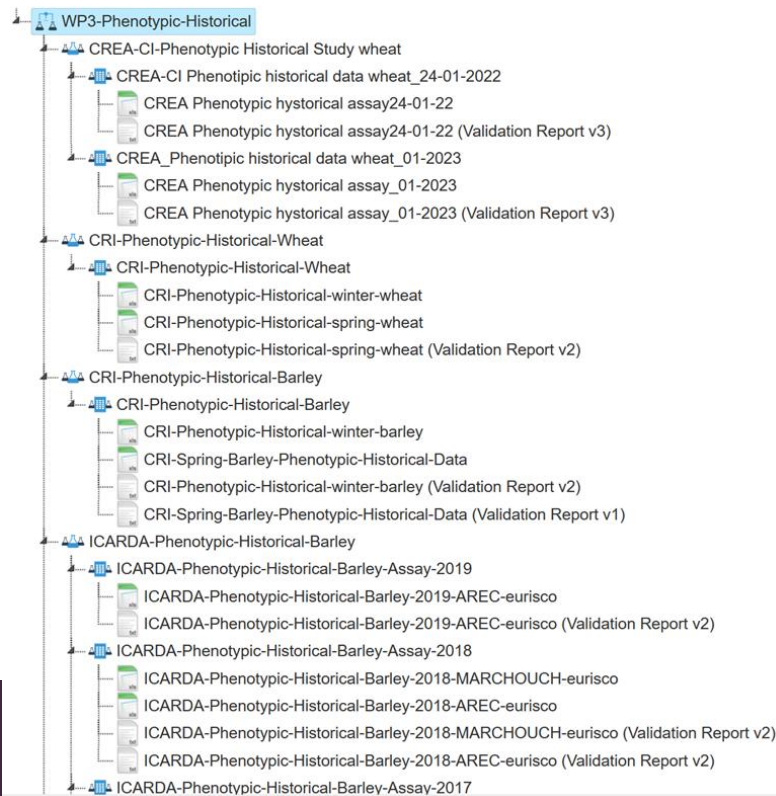 WP3-Phenotypic-Historical
CREA-CI-Phenotypic Historical Study wheat
CREA-CI Phenotipic historical data wheat_24-01-2022
CREA Phenotypic hystorical assay24-01-22
CREA Phenotypic hystorical assay24-01-22 (Validation Report v3)
CREA_Phenotipic historical data wheat_01-2023
CREA Phenotypic hystorical assay_01-2023
CREA Phenotypic hystorical assay_01-2023 (Validation Report v3)
CRI-Phenotypic-Historical-Wheat
CRI-Phenotypic-Historical-Wheat
CRI-Phenotypic-Historical-winter-wheat
CRI-Phenotypic-Historical-spring-wheat
CRI-Phenotypic-Historical-spring-wheat (Validation Report v2)
CRI-Phenotypic-Historical-Barley
CRI-Phenotypic-Historical-Barley
CRI-Phenotypic-Historical-winter-barley
CRI-Spring-Barley-Phenotypic-Historical-Data
CRI-Phenotypic-Historical-winter-barley (Validation Report v2)
CRI-Spring-Barley-Phenotypic-Historical-Data (Validation Report v1)
ICARDA-Phenotypic-Historical-Barley
ICARDA-Phenotypic-Historical-Barley-Assay-2019
ICARDA-Phenotypic-Historical-Barley-2019-AREC-eurisco
ICARDA-Phenotypic-Historical-Barley-2019-AREC-eurisco (Validation Report v2)
ICARDA-Phenotypic-Historical-Barley-Assay-2018
ICARDA-Phenotypic-Historical-Barley-2018-MARCHOUCH-eurisco
ICARDA-Phenotypic-Historical-Barley-2018-AREC-eurisco
ICARDA-Phenotypic-Historical-Barley-2018-MARCHOUCH-eurisco (Validation Report v2)
ICARDA-Phenotypic-Historical-Barley-2018-AREC-eurisco (Validation Report v2)
ICARDA-Phenotypic-Historical-Barley-Assay-2017